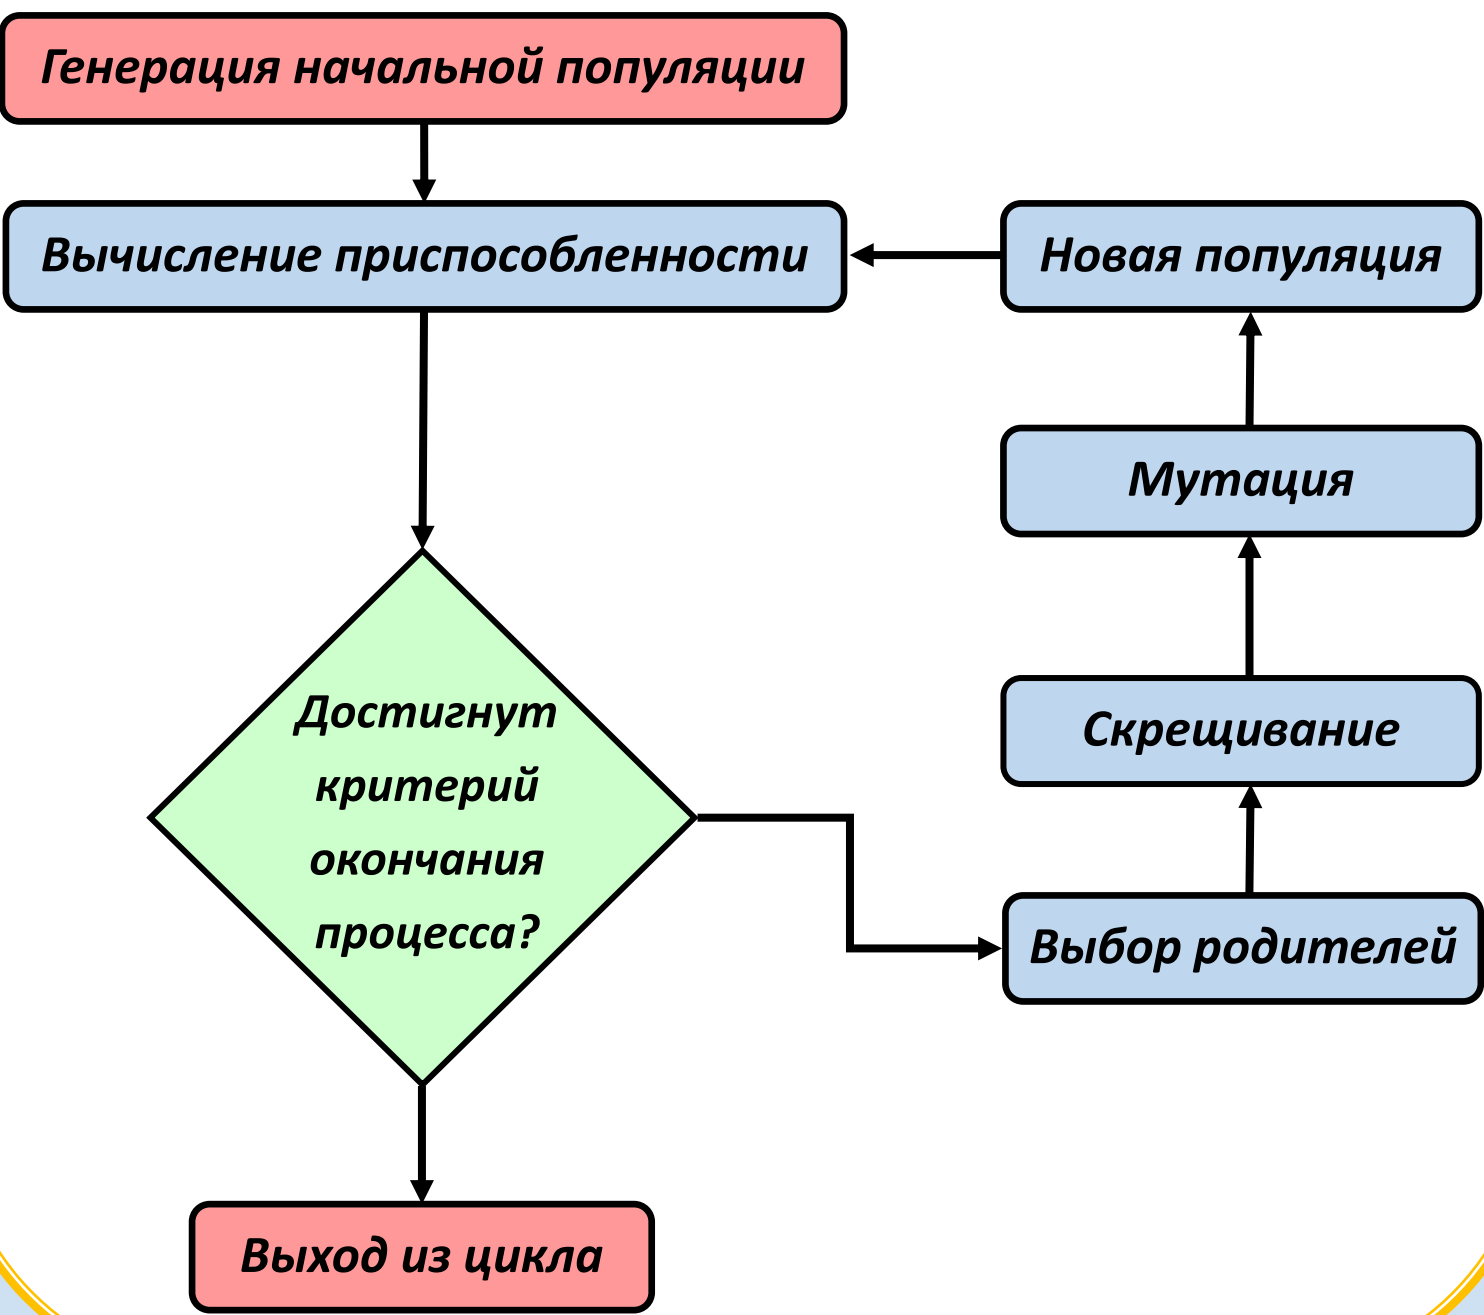 Генерация начальной популяции
Вычисление приспособленности
Новая популяция
Мутация
Достигнут
критерий
окончания
процесса?
Скрещивание
Выбор родителей
Выход из цикла